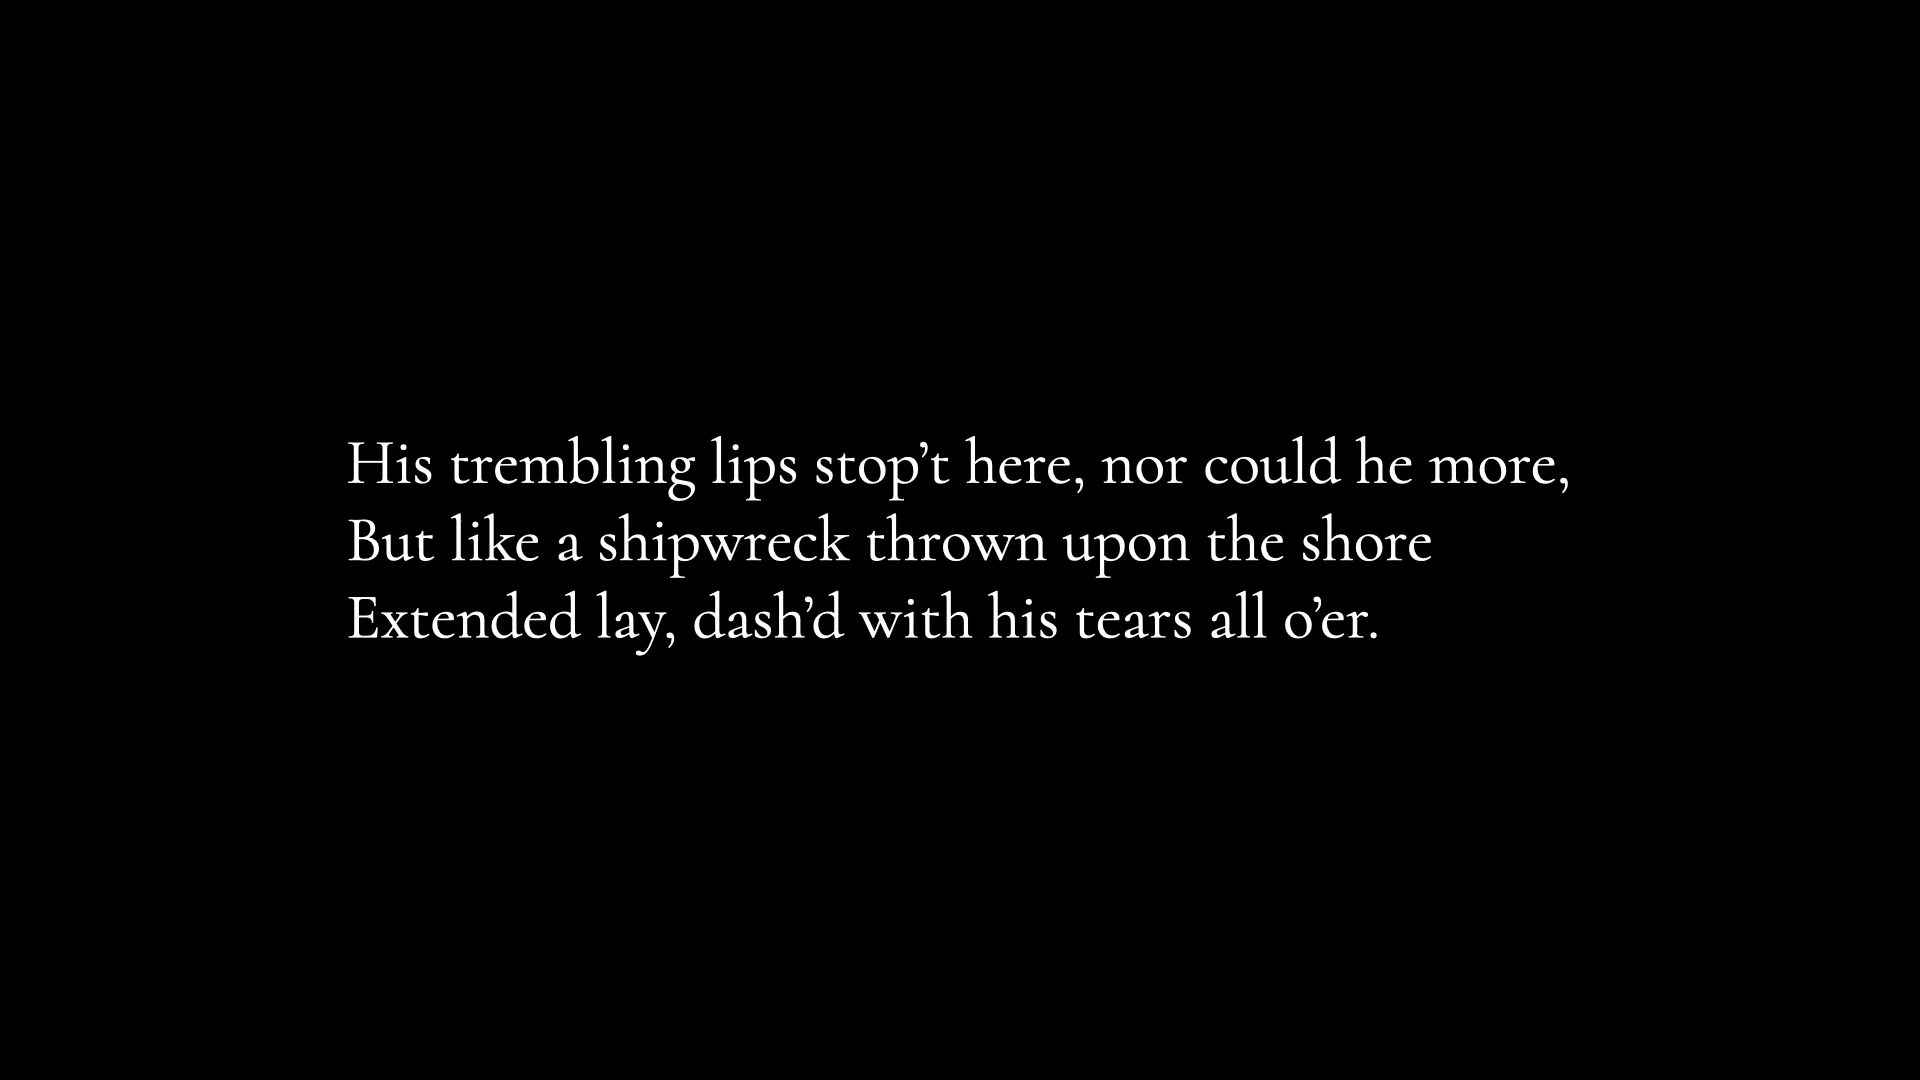 His trembling lips stop’t here, nor could he more,
But like a shipwreck thrown upon the shore
Extended lay, dash’d with his tears all o’er.